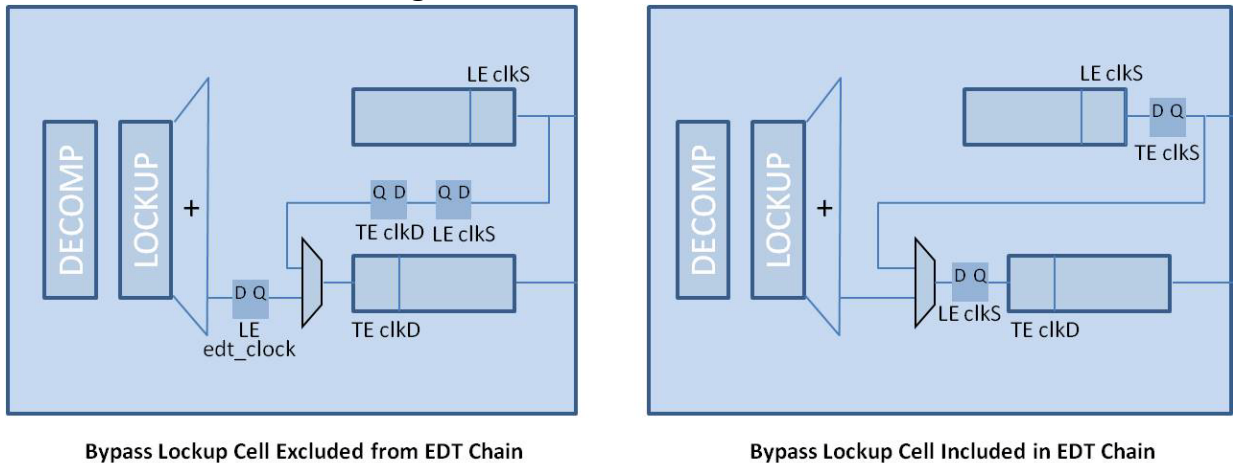 LE clkS
DECOMP
LOCKUP
+
Q D
Q D
TE clkD
LE clkS
D Q
LE
edt_clock
TE clkD
Bypass Lockup Cell Excluded from EDT Chain
LE clkS
D Q
TE clkS
DECOMP
LOCKUP
+
D Q
LE clkS
TE clkD
Bypass Lockup Cell Included in EDT Chain